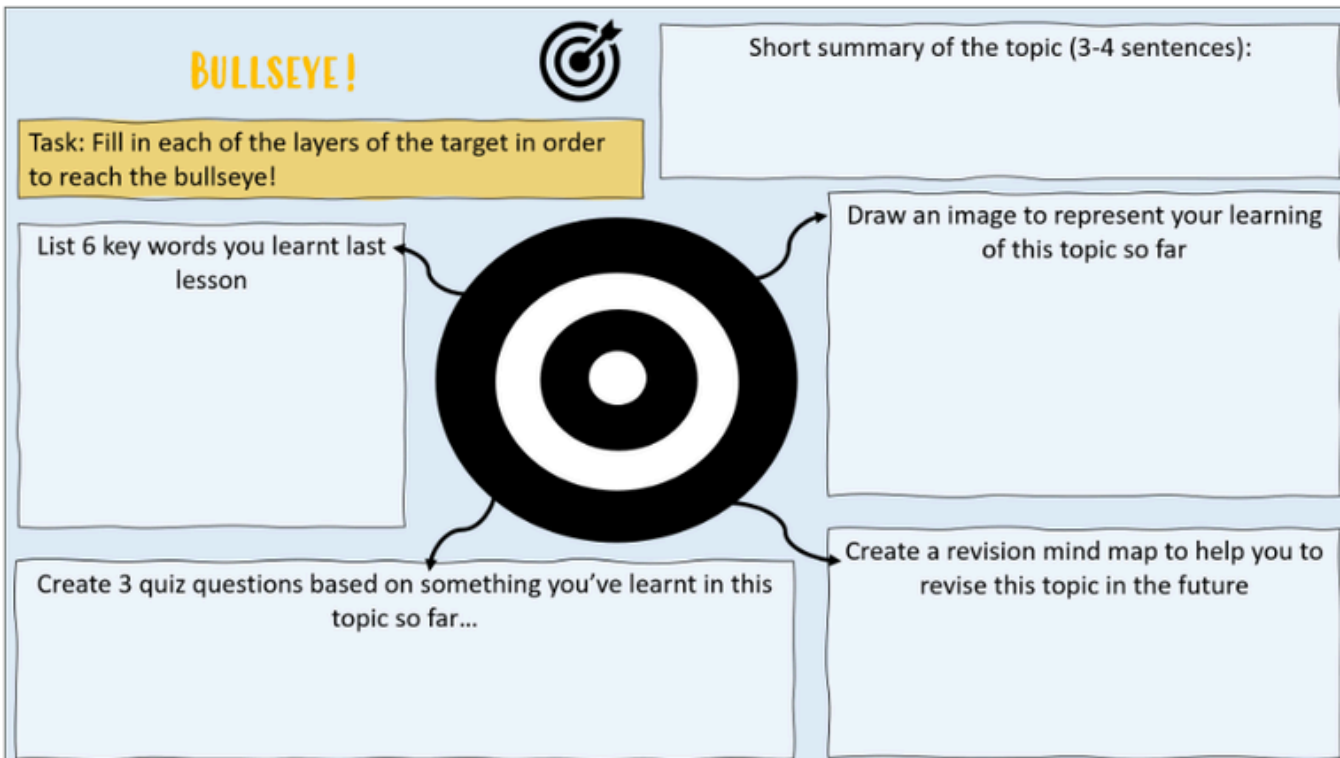 BULLSEYE!
Short summary of the topic (3-4 sentences):
Task: Fill in each of the layers of the target in order
to reach the bullseye!
List 6 key words you learnt last
lesson
Draw an image to represent your learning
of this topic so far
Create 3 quiz questions based on something you've learnt in this
topic so far...
Create a revision mind map to help you to
revise this topic in the future